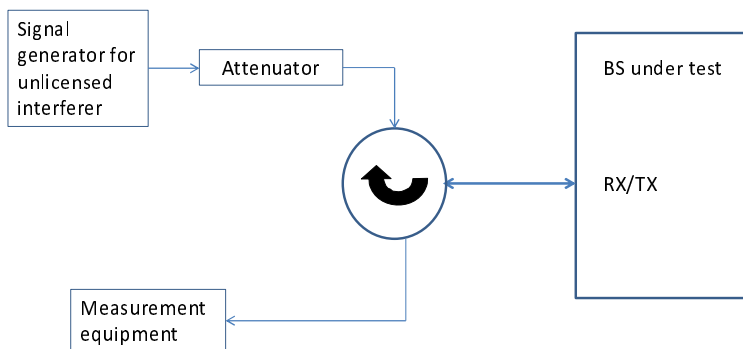 Signal
generator for
unlicensed
interferer
Attenuator
BS under test
RX/TX
Measurement
equipment